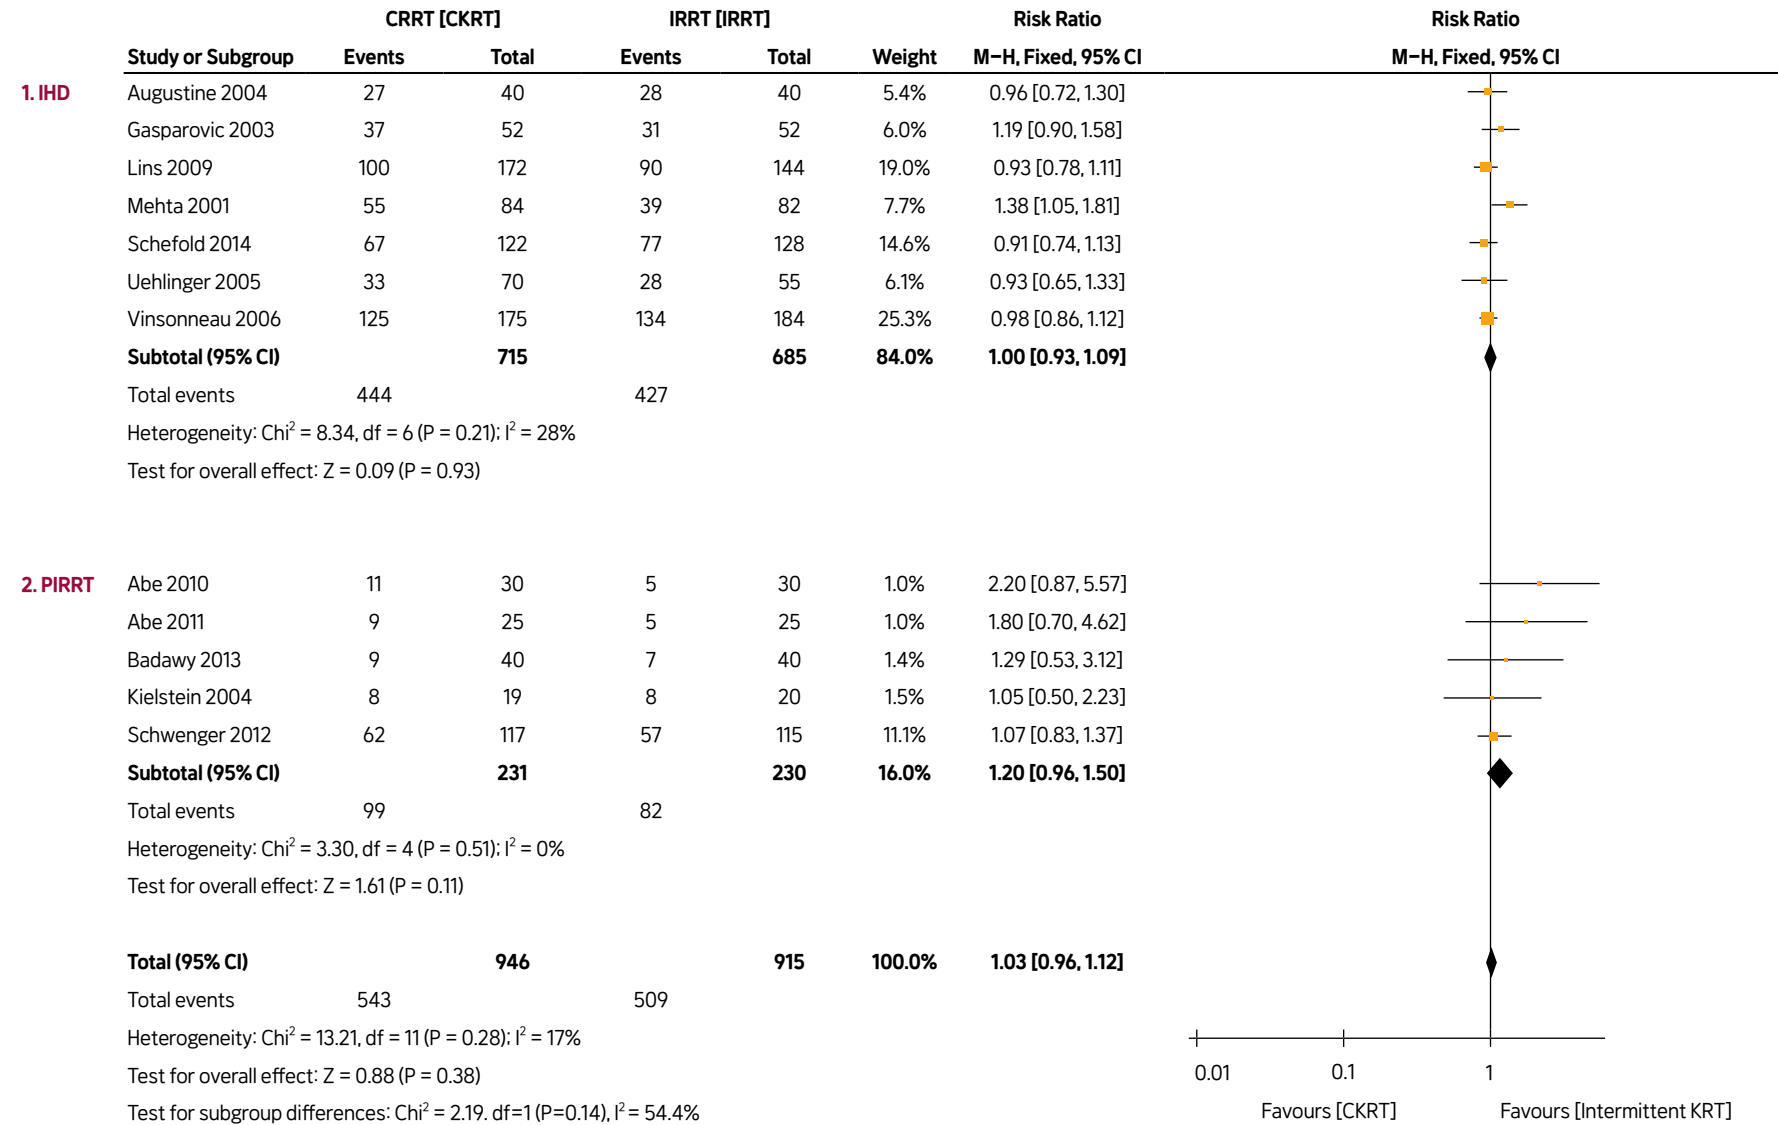 CRRT [CKRT] IRRT [IRRT] Risk Ratio Risk Ratio
Study or Subgroup Events Total Events Total Weight M-H, Fixed, 95% CI M-H, Fixed, 95% CI
1. IHD Augustine 2004 27 40 28 40 5.4% 0.96 [0.72, 1.30]
Gasparovic 2003 37 52 31 52 6.0% 1.19 [0.90, 1.58]
Lins 2009 100 172 90 144 19.0% 0.93 [0.78, 1.11]
Mehta 2001 55 84 39 82 7.7% 1.38 [1.05, 1.81]
Schefold 2014 67 122 77 128 14.6% 0.91 [0.74, 1.13]
Uehlinger 2005 33 70 28 55 6.1% 0.93 [0.65, 1.33]
Vinsonneau 2006 125 175 134 184 25.3% 0.98 [0.86, 1.12]
Subtotal (95% CI) 715 685 84.0% 1.00 [0.93, 1.09]
Total events 444 427
Heterogeneity: Chi² = 8.34, df = 6 (P = 0.21); I² = 28%
Test for overall effect: Z = 0.09 (P = 0.93)
2. PIRRT Abe 2010 11 30 5 30 1.0% 2.20 [0.87, 5.57]
Abe 2011 9 25 5 25 1.0% 1.80 [0.70, 4.62]
Badawy 2013 9 40 7 40 1.4% 1.29 [0.53, 3.12]
Kielstein 2004 8 19 8 20 1.5% 1.05 [0.50, 2.23]
Schwenger 2012 62 117 57 115 11.1% 1.07 [0.83, 1.37]
Subtotal (95% CI) 231 230 16.0% 1.20 [0.96, 1.50]
Total events 99 82
Heterogeneity: Chi² = 3.30, df = 4 (P = 0.51); I² = 0%
Test for overall effect: Z = 1.61 (P = 0.11)
Total (95% CI) 946 915 100.0% 1.03 [0.96, 1.12]
Total events 543 509
Heterogeneity: Chi² = 13.21, df = 11 (P = 0.28); I² = 17%
Test for overall effect: Z = 0.88 (P = 0.38) 0.01 0.1 1
Test for subgroup differences: Chi² = 2.19. df=1 (P=0.14), I² = 54.4% Favours [CKRT] Favours [Intermittent KRT]